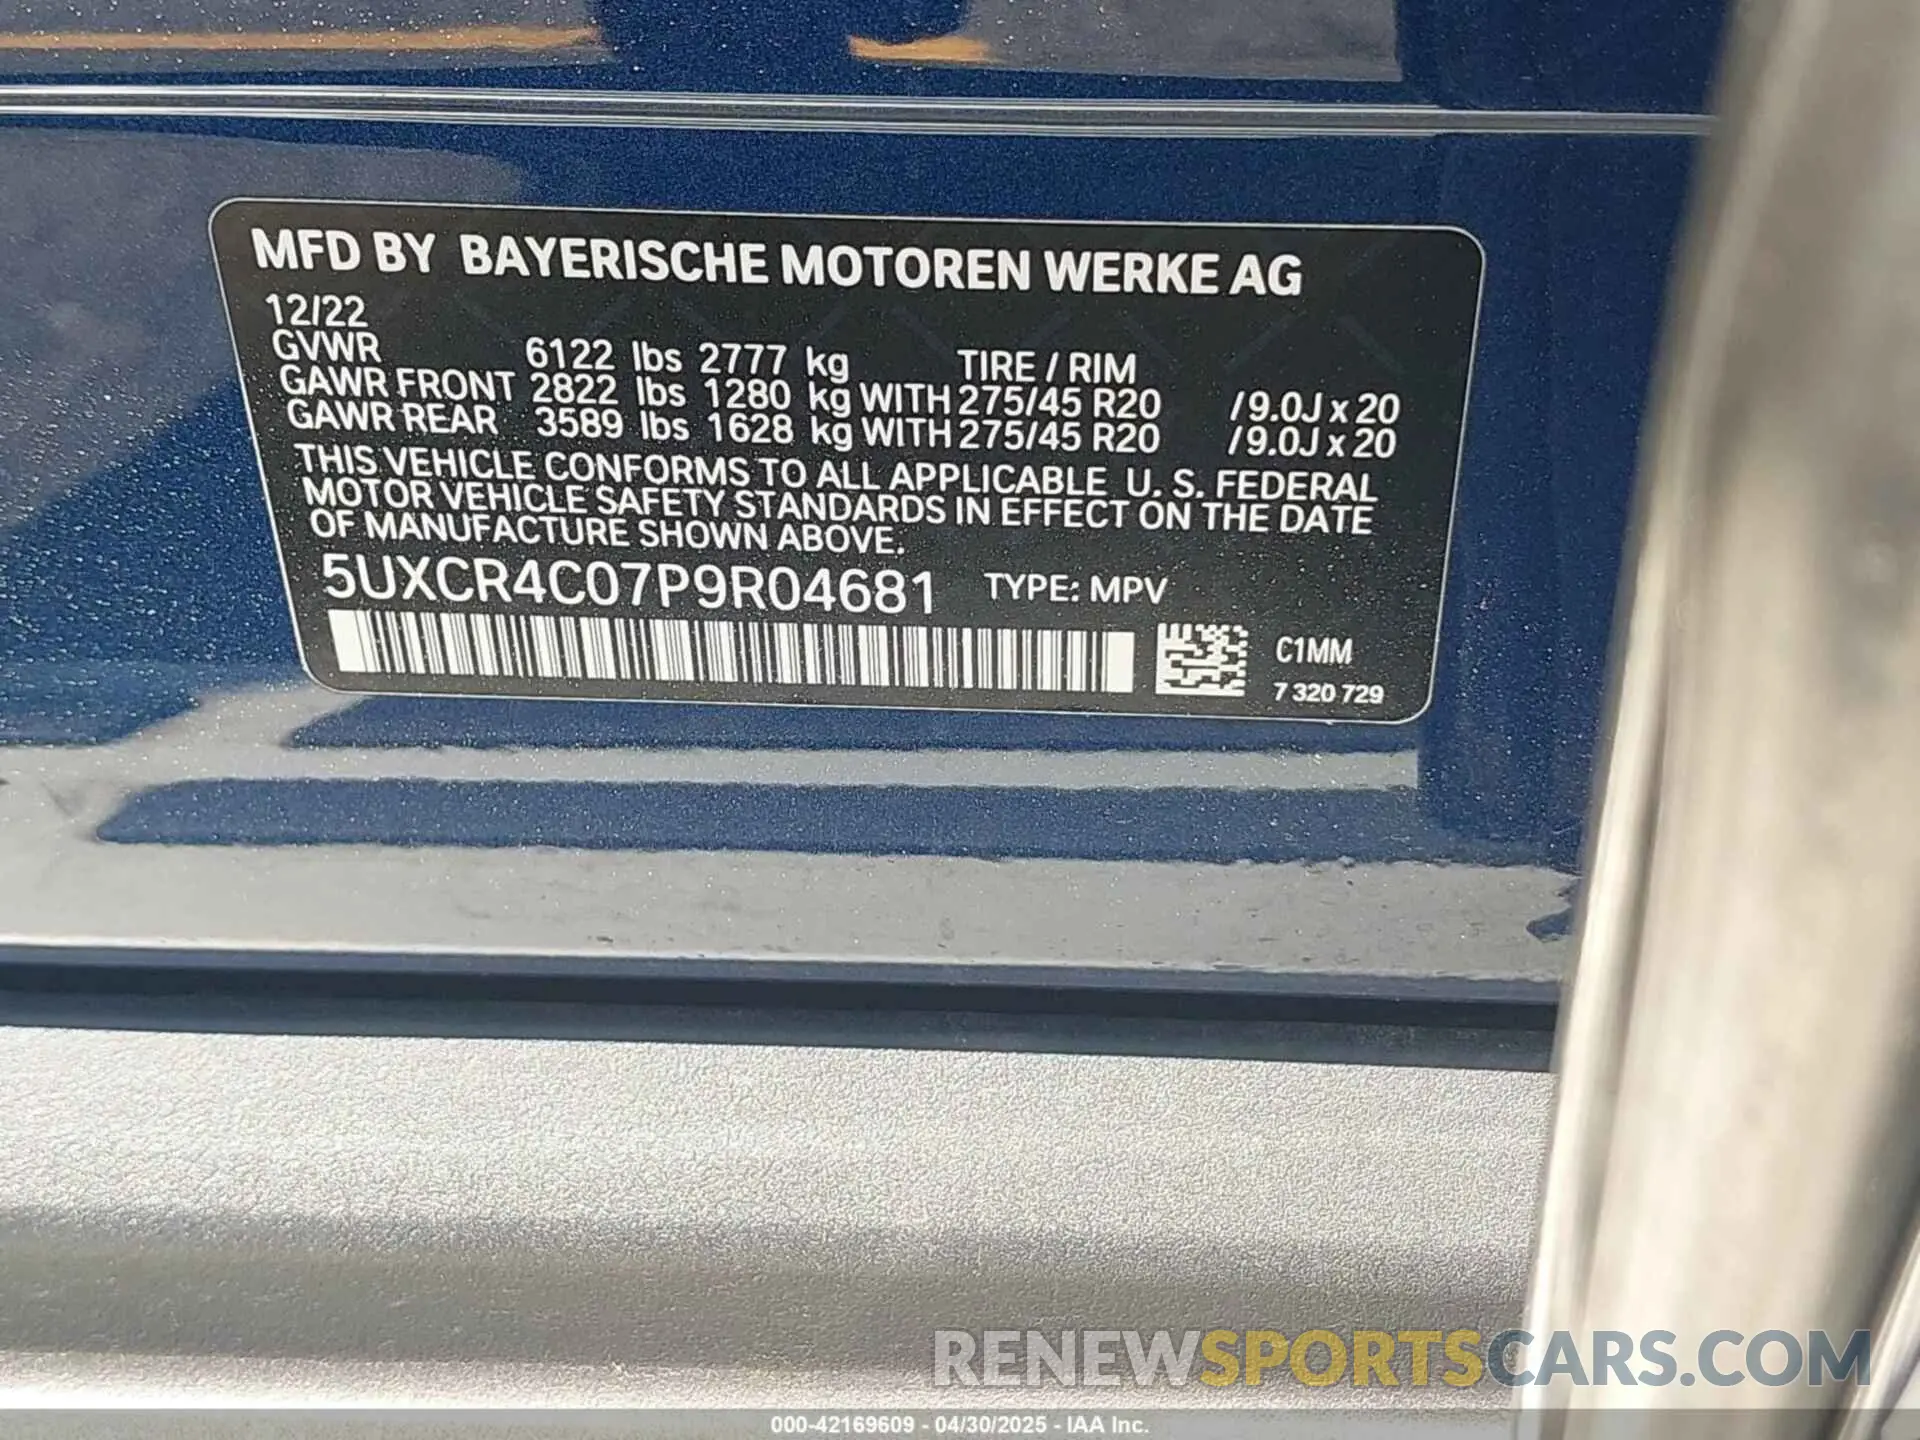 MFD BY BAYERISCHE MOTOREN WERKE AG
12/22
GVWR 6122 lbs 2777 kg TIRE / RIM
GAWR FRONT 2822 lbs 1280 kg WITH 275/45 R20 /9.0J x 20
GAWR REAR 3589 lbs 1628 kg WITH 275/45 R20 /9.0J x 20
THIS VEHICLE CONFORMS TO ALL APPLICABLE U. S. FEDERAL
MOTOR VEHICLE SAFETY STANDARDS IN EFFECT ON THE DATE
OF MANUFACTURE SHOWN ABOVE.
5UXCR4C07P9R04681 TYPE: MPV
C1MM
7 320 729
RENEWSPORTSCARS.COM
000-42169609 - 04/30/2025 - IAA Inc.